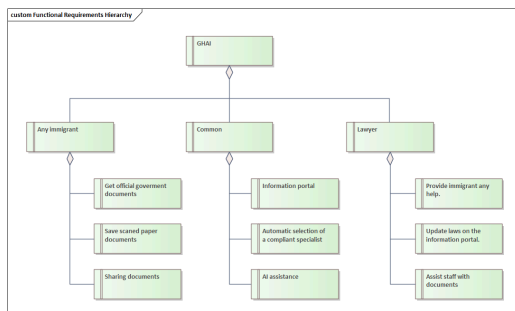 custom Functional Requirements Hierarchy
GHAI
Any immigrant
Common
Lawyer
Get official goverment
documents
Information portal
Provide immigrant any
help.
Save scaned paper
documents
Automatic selection of
a compliant specialist
Update laws on the
information portal.
Sharing documents
AI assistance
Assist staff with
documents